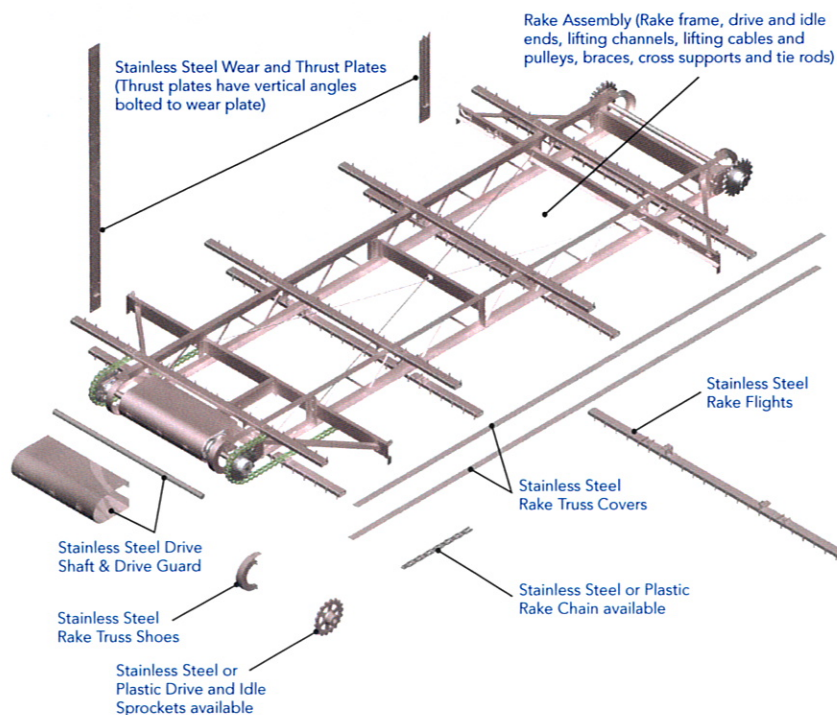 Rake Assembly (Rake frame, drive and idle
ends, lifting channels, lifting cables and
pulleys, braces, cross supports and tie rods)
Stainless Steel Wear and Thrust Plates
(Thrust plates have vertical angles
bolted to wear plate)
Stainless Steel
Rake Flights
Stainless Steel
Rake Truss Covers
Stainless Steel Drive
Shaft & Drive Guard
Stainless Steel or Plastic
Rake Chain available
Stainless Steel
Rake Truss Shoes
Stainless Steel or
Plastic Drive and Idle
Sprockets available